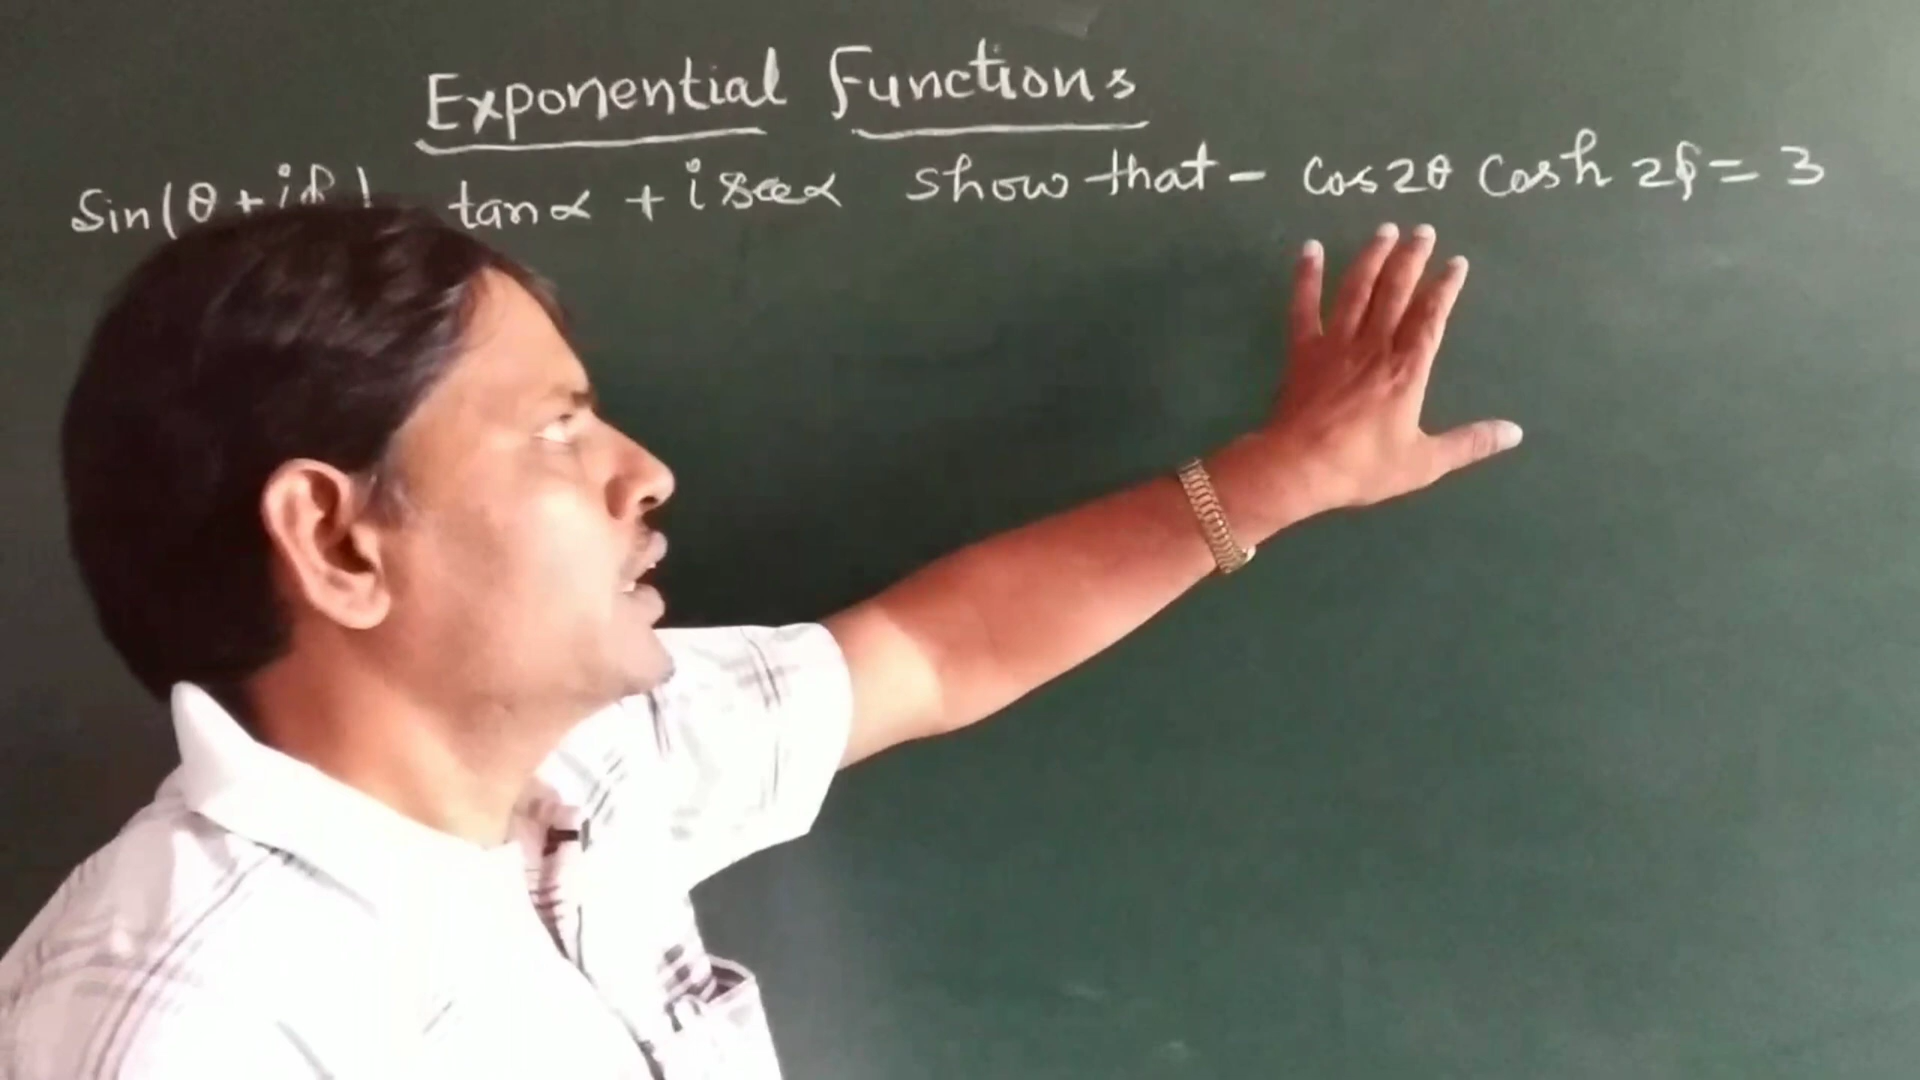 Exponential Functions
Sin(θ + iϕ) tanα + i secα show that - Cos2θ Cosh 2ϕ = 3